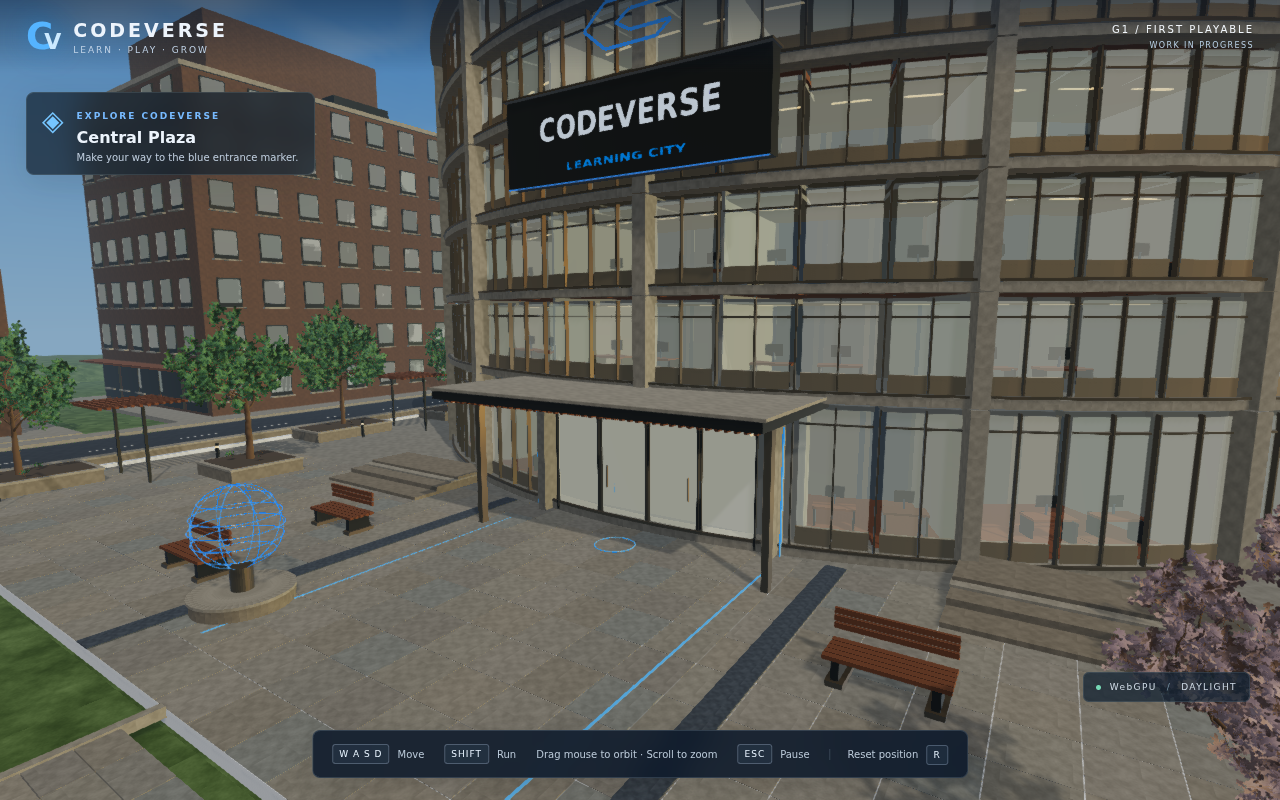 Cv CODEVERSE
LEARN · PLAY · GROW
G1 / FIRST PLAYABLE
WORK IN PROGRESS
EXPLORE CODEVERSE
Central Plaza
Make your way to the blue entrance marker.
CODEVERSE
LEARNING CITY
WebGPU / DAYLIGHT
W A S D Move SHIFT Run Drag mouse to orbit · Scroll to zoom ESC Pause | Reset position R